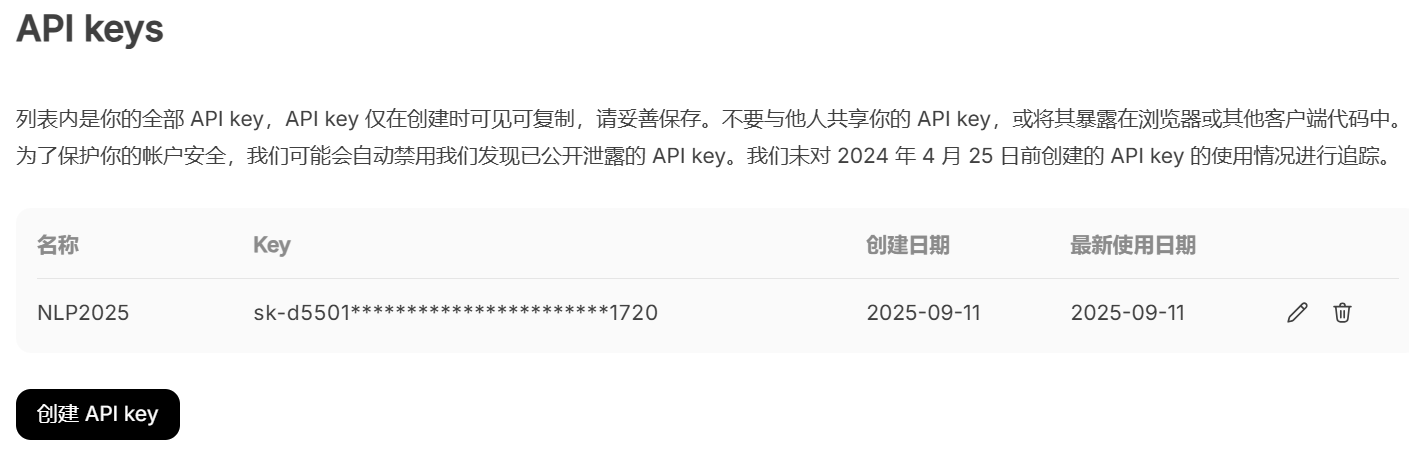 API keys
列表内是你的全部 API key，API key 仅在创建时可见可复制，请妥善保存。不要与他人共享你的 API key，或将其暴露在浏览器或其他客户端代码中。
为了保护你的帐户安全，我们可能会自动禁用我们发现已公开泄露的 API key。我们未对 2024 年 4 月 25 日前创建的 API key 的使用情况进行追踪。
名称 Key 创建日期 最新使用日期
NLP2025 sk-d5501***********************1720 2025-09-11 2025-09-11
创建 API key